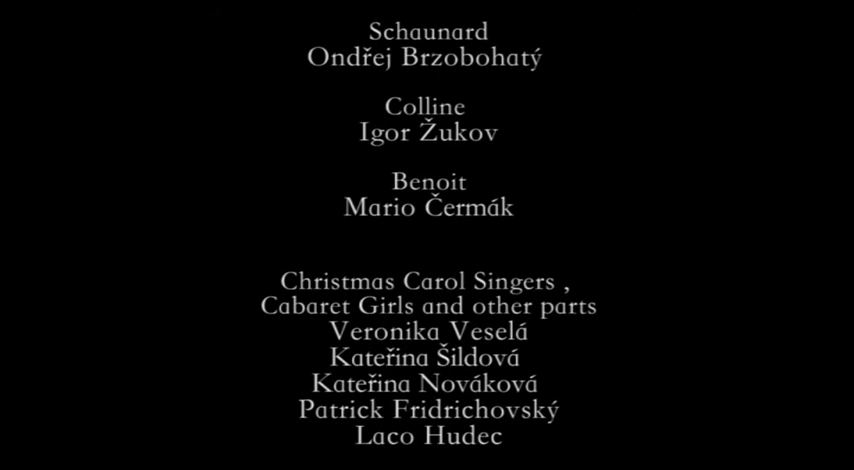 Schaunard
Ondřej Brzobohatý
Colline
Igor Žukov
Benoit
Mario Čermák
Christmas Carol Singers ,
Cabaret Girls and other parts
Veronika Veselá
Kateřina Šildová
Kateřina Nováková
Patrick Fridrichovský
Laco Hudec